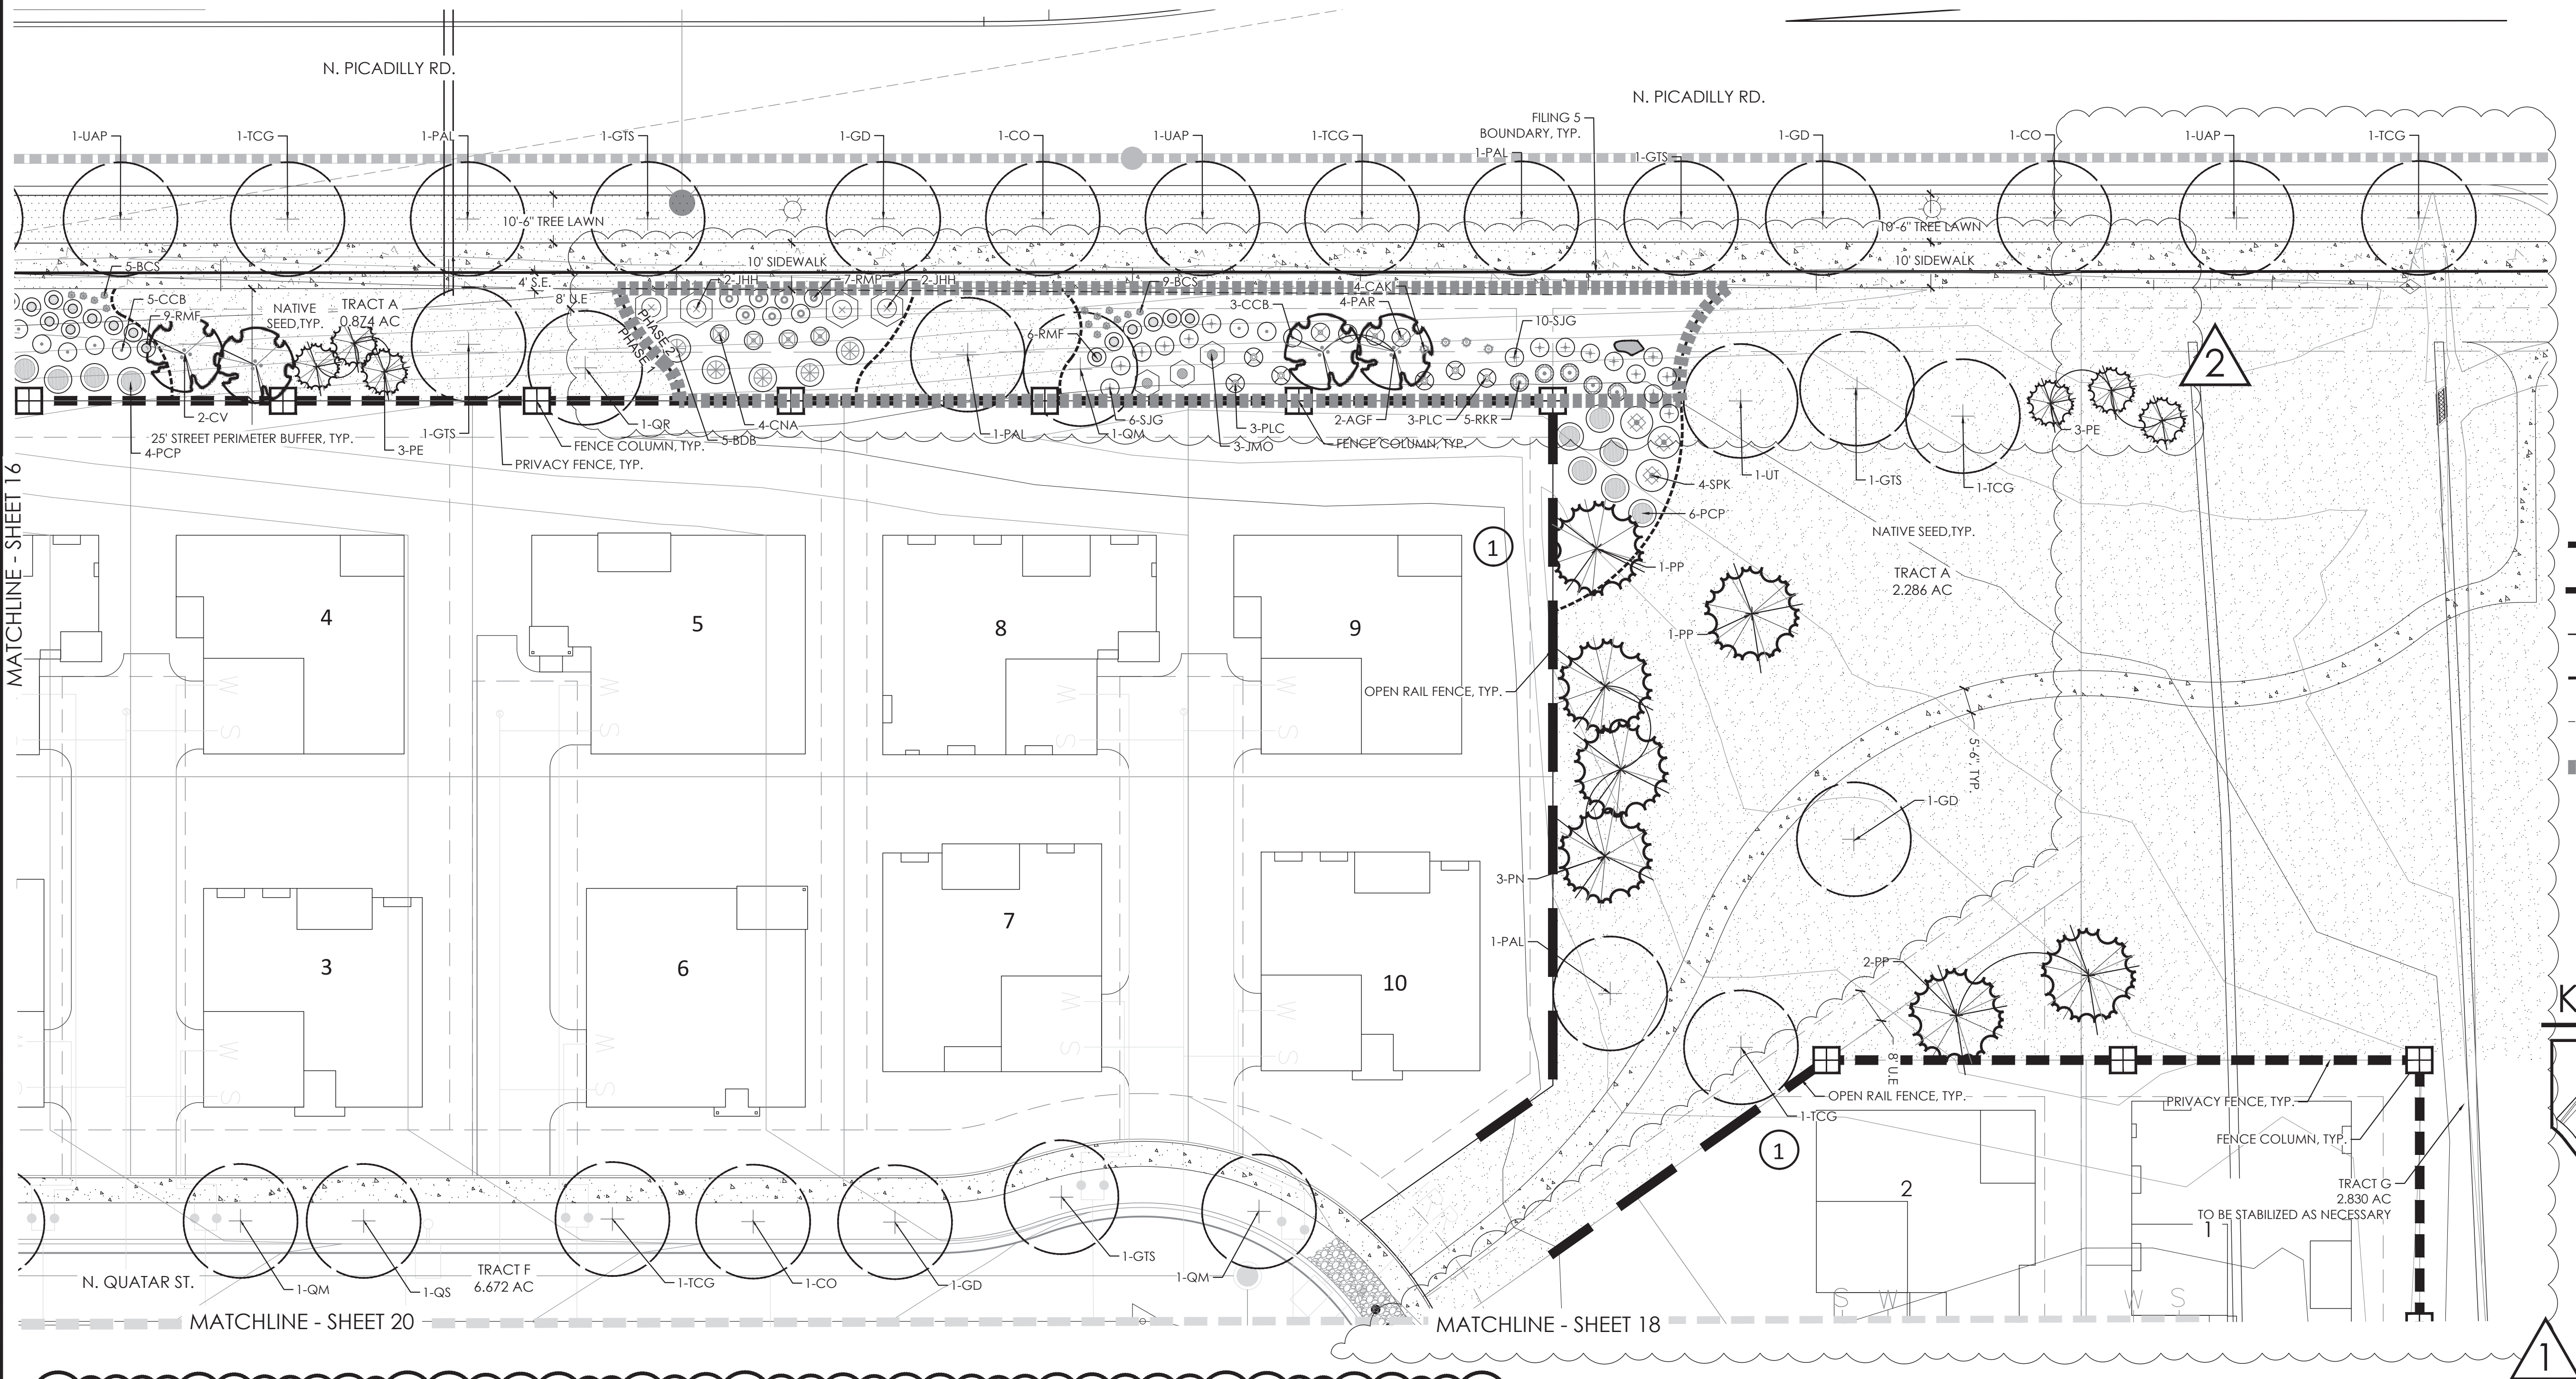 N. PICADILLY RD.
N. PICADILLY RD.
FILING 5
BOUNDARY, TYP.
1-UAP
1-TCG
1-PAL
1-GTS
1-GD
1-CO
1-UAP
1-TCG
1-PAL
1-GTS
1-GD
1-CO
1-UAP
1-TCG
10'-6" TREE LAWN
10'-6" TREE LAWN
10' SIDEWALK
10' SIDEWALK
5-BCS
4' S.E.
8' U.E
2-JHH
7-RMP
2-JHH
9-BCS
4-CAK
5-CCB
9-RMF
NATIVE
SEED,TYP.
TRACT A
0.874 AC
PHASE 2
PHASE 1
6-RMF
3-CCB
4-PAR
10-SJG
2
2-CV
25' STREET PERIMETER BUFFER, TYP.
4-PCP
3-PE
1-GTS
PRIVACY FENCE, TYP.
FENCE COLUMN, TYP.
1-QR
5-BDB
4-CNA
1-PAL
1-QM
6-SJG
3-PLC
3-JMO
FENCE COLUMN, TYP.
2-AGF
3-PLC
5-RKR
3-PE
1-UT
1-GTS
1-TCG
4-SPK
6-PCP
MATCHLINE - SHEET 16
1
NATIVE SEED,TYP.
TRACT A
2.286 AC
1-PP
1-PP
4
5
8
9
OPEN RAIL FENCE, TYP.
W
S
W
S
W
S
W
S
5'-6", TYP.
1-GD
3-PN
1-PAL
2-PP
3
6
7
10
W
S
W
S
W
S
W
S
8' U.E
OPEN RAIL FENCE, TYP.
1-TCG
1
PRIVACY FENCE, TYP.
FENCE COLUMN, TYP.
TRACT G
2.830 AC
TO BE STABILIZED AS NECESSARY
2
1
1-GTS
1-QM
N. QUATAR ST.
1-QM
1-QS
TRACT F
6.672 AC
1-TCG
1-CO
1-GD
S W
W S
MATCHLINE - SHEET 20
MATCHLINE - SHEET 18
1